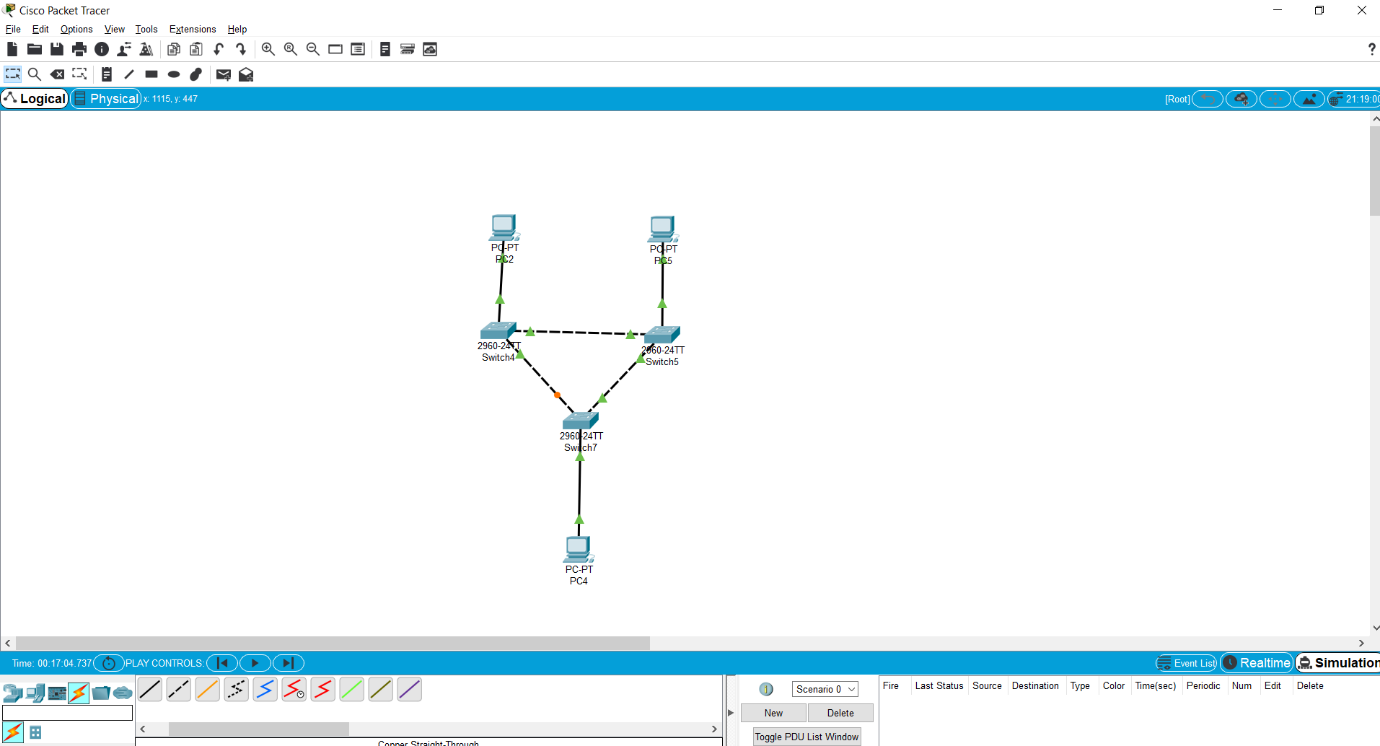 Cisco Packet Tracer
File Edit Options View Tools Extensions Help
?
Logical Physical x: 1115, y: 447 [Root] 21:19:00
PC-PT PC-PT
PC2 PC5
2960-24TT 2960-24TT
Switch4 Switch5
2960-24TT
Switch7
PC-PT
PC4
Time: 00:17:04.737 PLAY CONTROLS: Event List Realtime Simulation
Scenario 0 Fire Last Status Source Destination Type Color Time(sec) Periodic Num Edit Delete
New Delete
Toggle PDU List Window
Copper Straight-Through